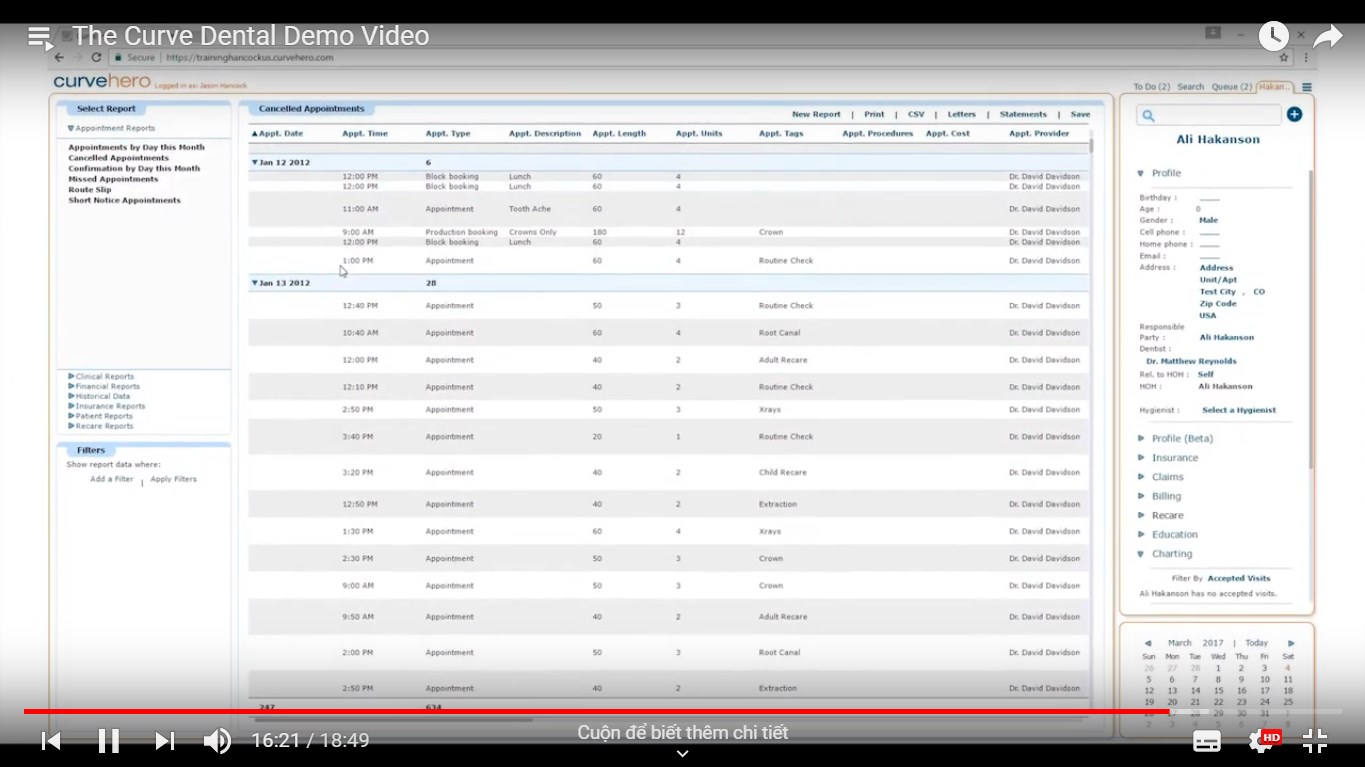 The Curve Dental Demo Video
Secure | https://traininghancockus.curvehero.com
curvehero Logged in as: Jason Hancock
To Do (2) Search Queue (2) Hakan...
Select Report
Appointment Reports
Appointments by Day this Month
Cancelled Appointments
Confirmation by Day this Month
Missed Appointments
Route Slip
Short Notice Appointments
Clinical Reports
Financial Reports
Historical Data
Insurance Reports
Patient Reports
Recare Reports
Filters
Show report data where:
Add a Filter | Apply Filters
Cancelled Appointments
New Report | Print | CSV | Letters | Statements | Save
Appt. Date Appt. Time Appt. Type Appt. Description Appt. Length Appt. Units Appt. Tags Appt. Procedures Appt. Cost Appt. Provider
Jan 12 2012 6
12:00 PM Block booking Lunch 60 4 Dr. David Davidson
12:00 PM Block booking Lunch 60 4 Dr. David Davidson
11:00 AM Appointment Tooth Ache 60 4 Dr. David Davidson
9:00 AM Production booking Crowns Only 180 12 Crown Dr. David Davidson
12:00 PM Block booking Lunch 60 4 Dr. David Davidson
1:00 PM Appointment 60 4 Routine Check Dr. David Davidson
Jan 13 2012 28
12:40 PM Appointment 50 3 Routine Check Dr. David Davidson
10:40 AM Appointment 60 4 Root Canal Dr. David Davidson
12:00 PM Appointment 40 2 Adult Recare Dr. David Davidson
12:10 PM Appointment 40 2 Routine Check Dr. David Davidson
2:50 PM Appointment 50 3 Xrays Dr. David Davidson
3:40 PM Appointment 20 1 Routine Check Dr. David Davidson
3:20 PM Appointment 40 2 Child Recare Dr. David Davidson
12:50 PM Appointment 40 2 Extraction Dr. David Davidson
1:30 PM Appointment 60 4 Xrays Dr. David Davidson
2:30 PM Appointment 50 3 Crown Dr. David Davidson
9:00 AM Appointment 50 3 Crown Dr. David Davidson
9:50 AM Appointment 40 2 Adult Recare Dr. David Davidson
2:00 PM Appointment 50 3 Root Canal Dr. David Davidson
2:50 PM Appointment 40 2 Extraction Dr. David Davidson
247 634
Ali Hakanson
Profile
Birthday :
Age : 0
Gender : Male
Cell phone :
Home phone :
Email :
Address : Address
Unit/Apt
Test City , CO
Zip Code
USA
Responsible
Party : Ali Hakanson
Dentist :
Dr. Matthew Reynolds
Rel. to HOH : Self
HOH : Ali Hakanson
Hygienist : Select a Hygienist
Profile (Beta)
Insurance
Claims
Billing
Recare
Education
Charting
Filter By Accepted Visits
Ali Hakanson has no accepted visits.
March 2017 | Today
Sun Mon Tue Wed Thu Fri Sat
26 27 28 1 2 3 4
5 6 7 8 9 10 11
12 13 14 15 16 17 18
19 20 21 22 23 24 25
26 27 28 29 30 31 1
2 3 4 5 6 7 8
16:21 / 18:49
Cuộn để biết thêm chi tiết
HD